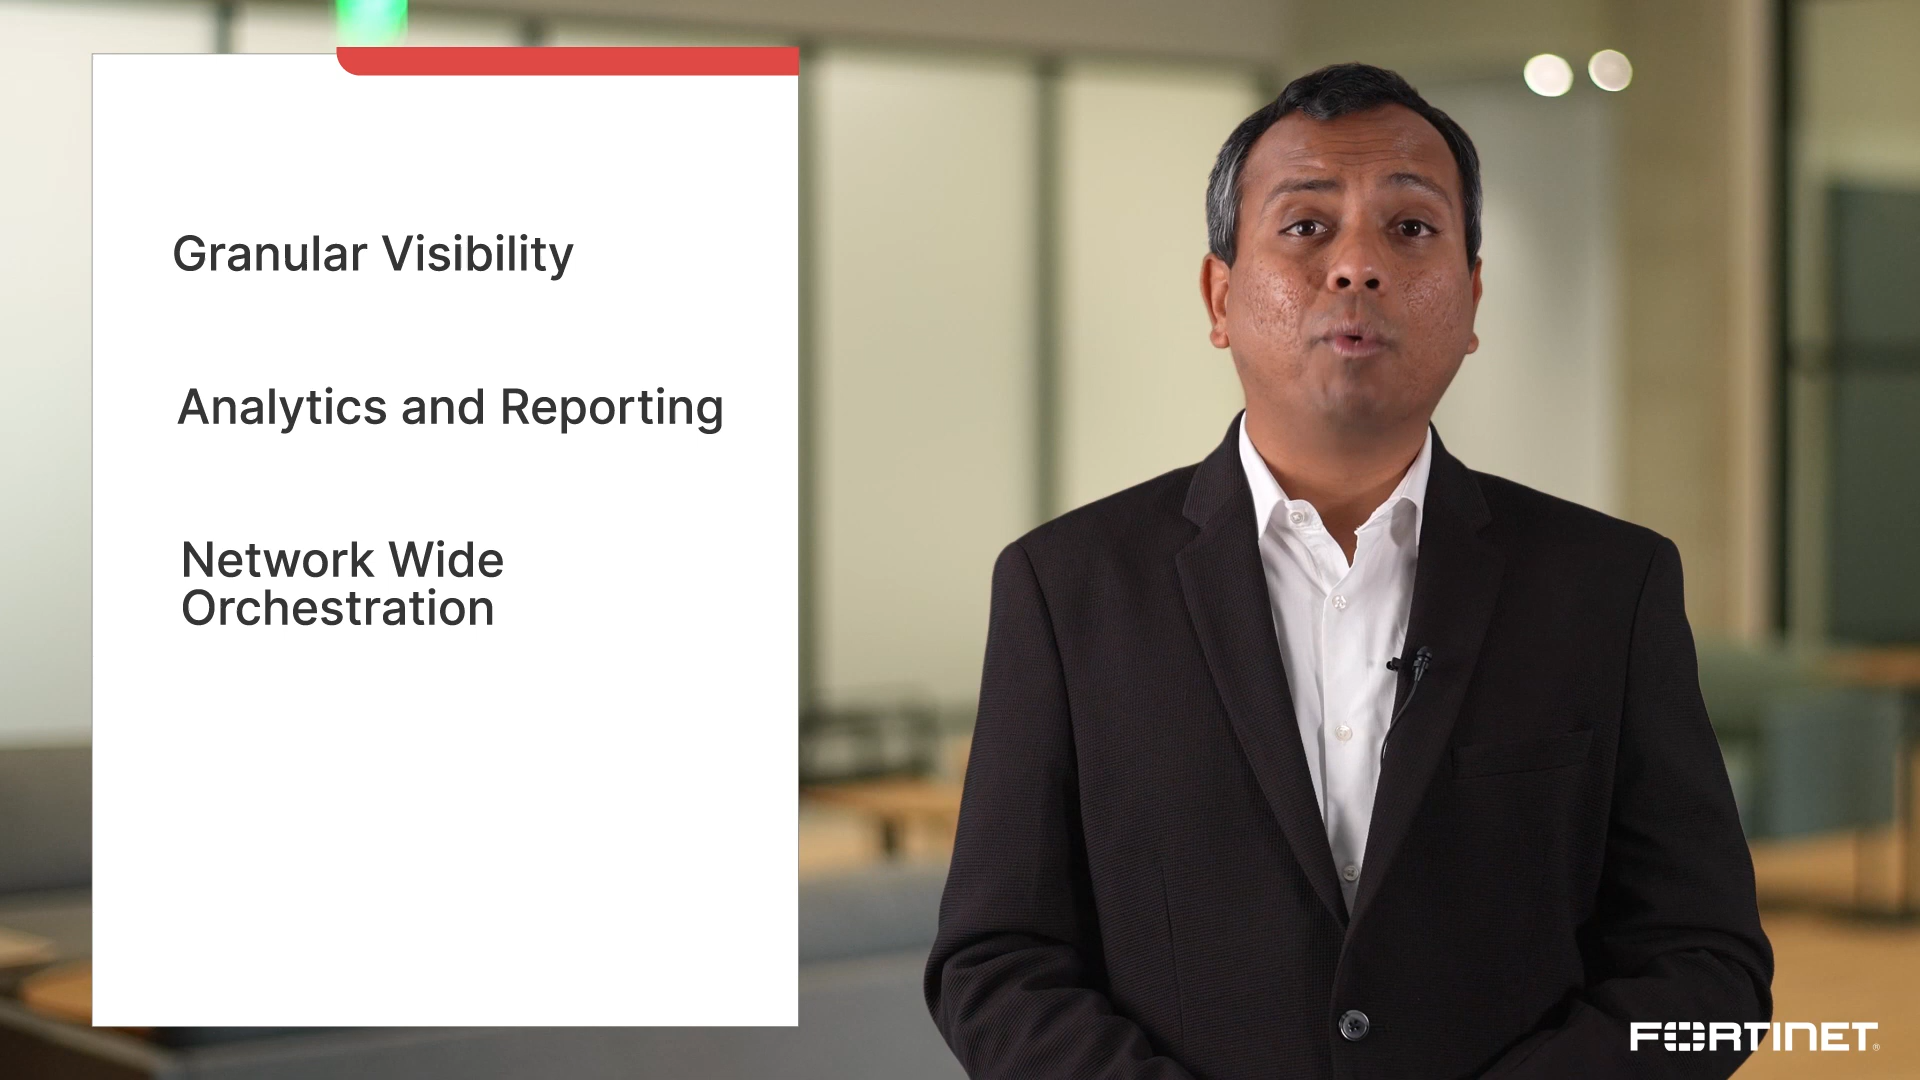 Granular Visibility
Analytics and Reporting
Network Wide
Orchestration
FORTINET®